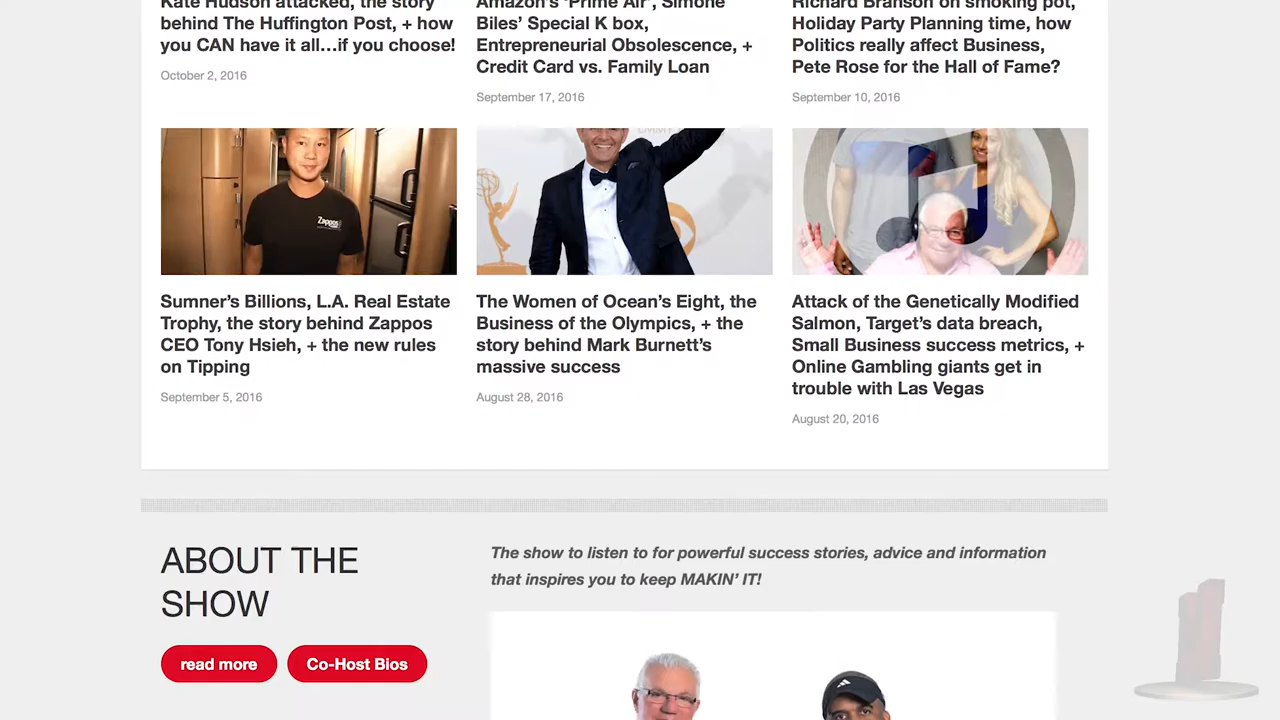 Kate Hudson attacked, the story
behind The Huffington Post, + how
you CAN have it all…if you choose!
October 2, 2016
Amazon's 'Prime Air', Simone
Biles' Special K box,
Entrepreneurial Obsolescence, +
Credit Card vs. Family Loan
September 17, 2016
Richard Branson on smoking pot,
Holiday Party Planning time, how
Politics really affect Business,
Pete Rose for the Hall of Fame?
September 10, 2016
Zappos
Sumner's Billions, L.A. Real Estate
Trophy, the story behind Zappos
CEO Tony Hsieh, + the new rules
on Tipping
September 5, 2016
The Women of Ocean's Eight, the
Business of the Olympics, + the
story behind Mark Burnett's
massive success
August 28, 2016
Attack of the Genetically Modified
Salmon, Target's data breach,
Small Business success metrics, +
Online Gambling giants get in
trouble with Las Vegas
August 20, 2016
ABOUT THE
SHOW
read more
Co-Host Bios
The show to listen to for powerful success stories, advice and information
that inspires you to keep MAKIN' IT!